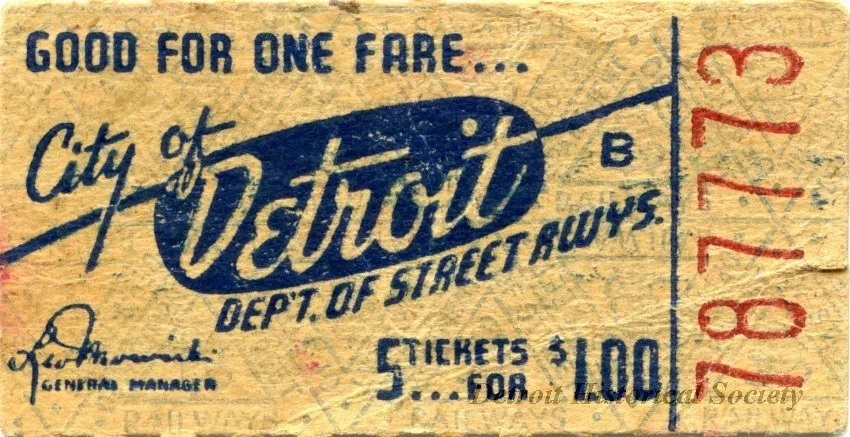 GOOD FOR ONE FARE...
City of Detroit
B
DEP'T. OF STREET RWYS.
GENERAL MANAGER
5 TICKETS $1.00
...FOR
787773
Detroit Historical Society